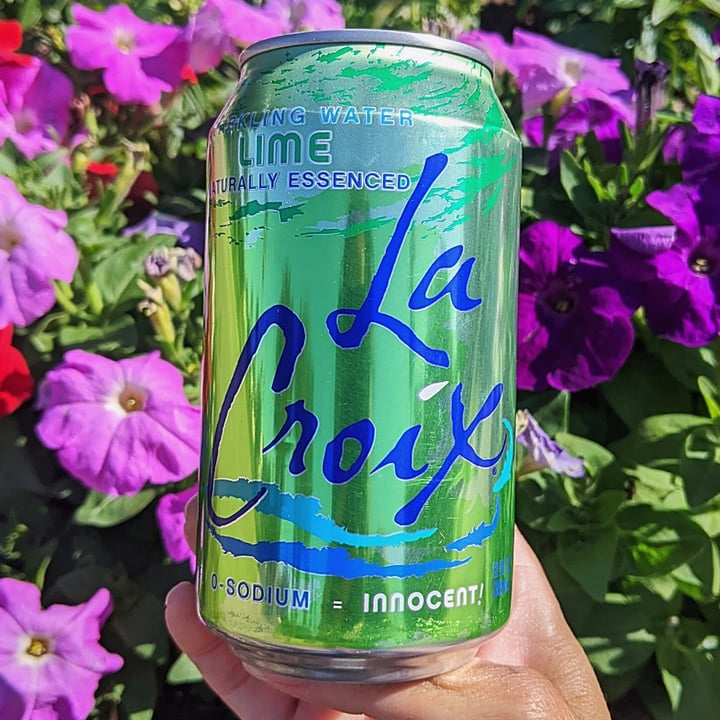 SPARKLING WATER
LIME
NATURALLY ESSENCED
La
Croix
0-SODIUM = INNOCENT!